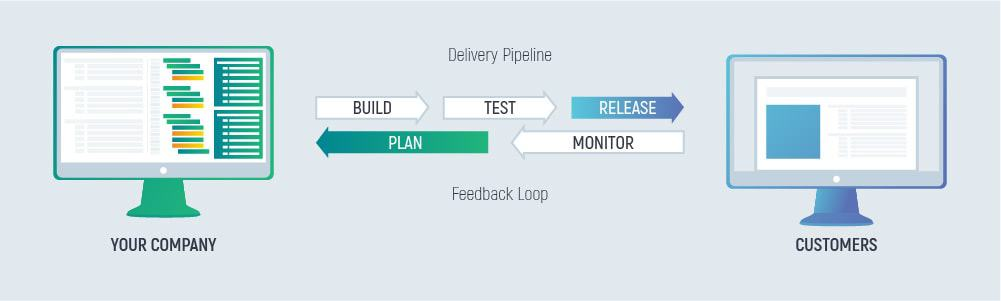 Delivery Pipeline
BUILD
TEST
RELEASE
PLAN
MONITOR
Feedback Loop
YOUR COMPANY
CUSTOMERS